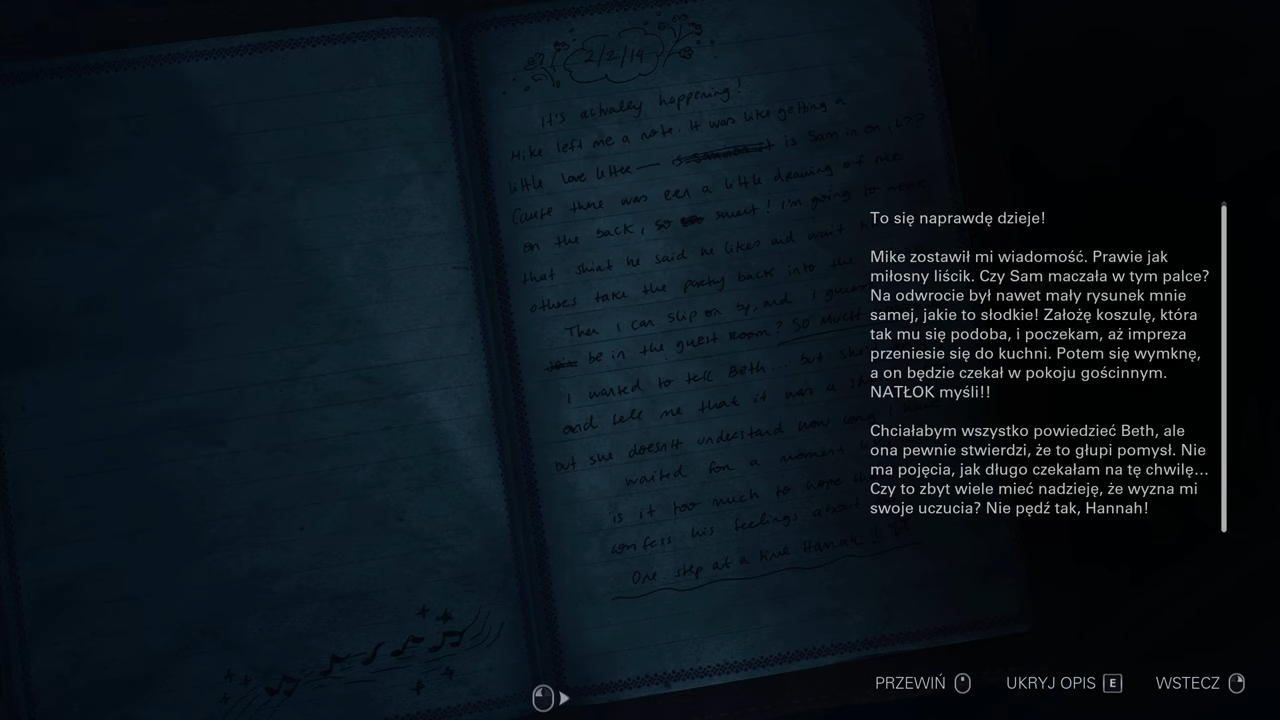 2/2/14
It's actually happening!
Mike left me a note. It was like getting a
little love letter — is Sam in on it??
Cause there was even a little drawing of me
on the back, so sweet! I'm going to wear
that shirt he said he likes and wait
others take the party back into the
Then I can slip on by, and I guess
be in the guest room? SO MUCH
I wanted to tell Beth... but she
and tell me that it was a
but she doesn't understand how long I have
waited for a moment
is it too much to hope
confess his feelings about
One step at a time Hannah!
To się naprawdę dzieje!
Mike zostawił mi wiadomość. Prawie jak
miłosny liścik. Czy Sam maczała w tym palce?
Na odwrocie był nawet mały rysunek mnie
samej, jakie to słodkie! Założę koszulę, która
tak mu się podoba, i poczekam, aż impreza
przeniesie się do kuchni. Potem się wymknę,
a on będzie czekał w pokoju gościnnym.
NATŁOK myśli!!
Chciałabym wszystko powiedzieć Beth, ale
ona pewnie stwierdzi, że to głupi pomysł. Nie
ma pojęcia, jak długo czekałam na tę chwilę...
Czy to zbyt wiele mieć nadzieję, że wyzna mi
swoje uczucia? Nie pędź tak, Hannah!
PRZEWIŃ UKRYJ OPIS E WSTECZ